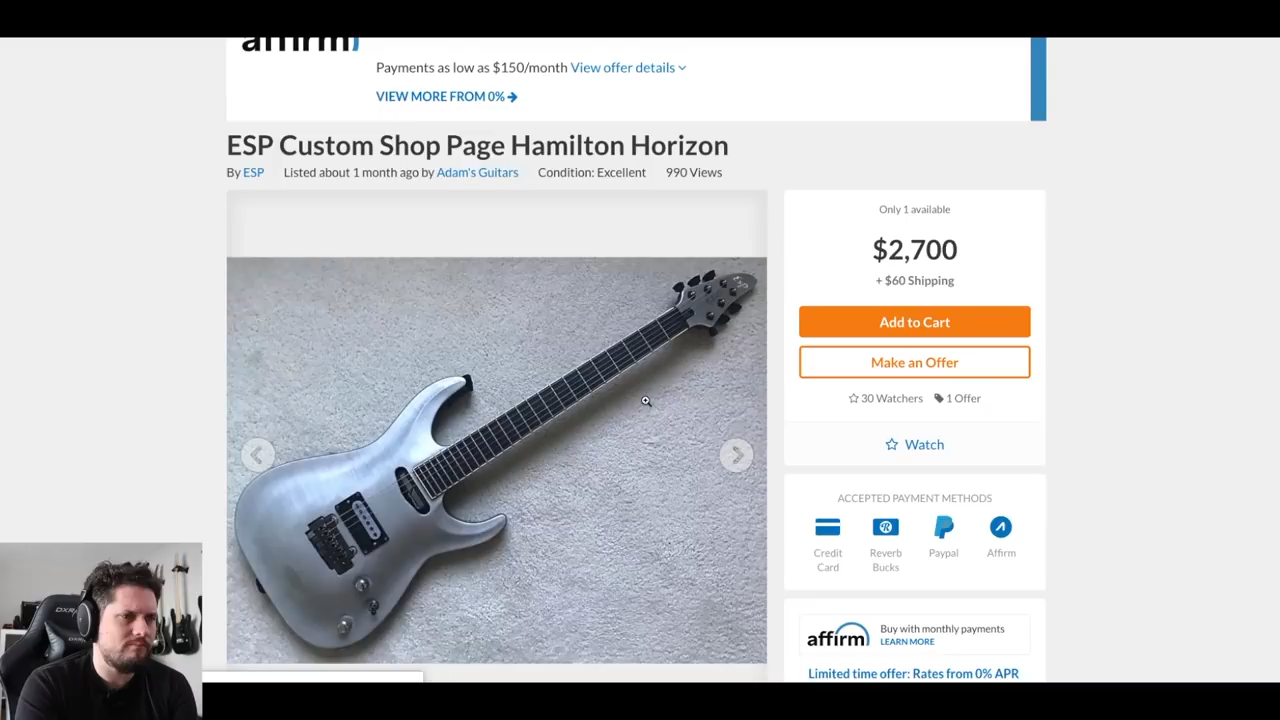 affirm
Payments as low as $150/month View offer details
VIEW MORE FROM 0%
ESP Custom Shop Page Hamilton Horizon
By ESP Listed about 1 month ago by Adam's Guitars Condition: Excellent 990 Views
Only 1 available
$2,700
+ $60 Shipping
Add to Cart
Make an Offer
30 Watchers 1 Offer
Watch
ACCEPTED PAYMENT METHODS
Credit Card
Reverb Bucks
Paypal
Affirm
affirm
Buy with monthly payments
LEARN MORE
Limited time offer: Rates from 0% APR